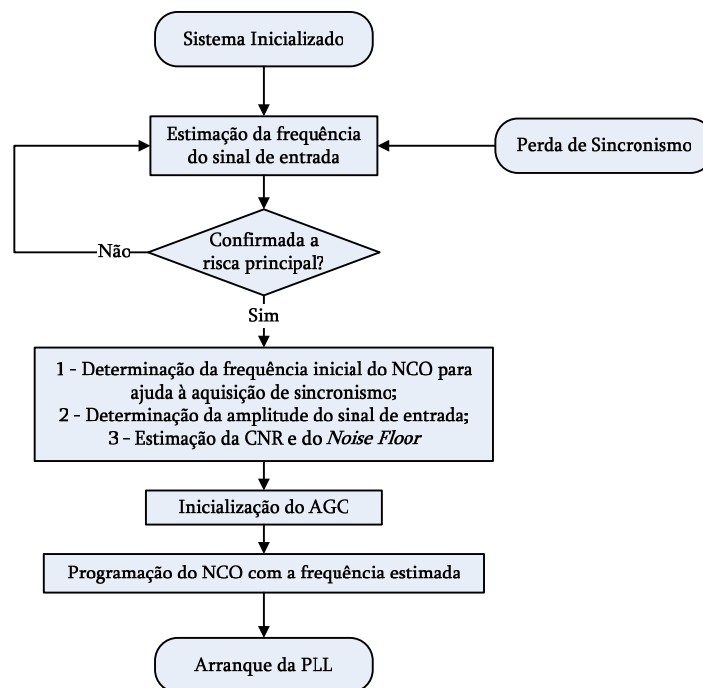 Sistema Inicializado
Estimação da frequência
do sinal de entrada
Perda de Sincronismo
Confirmada a
risca principal?
Não
Sim
1 - Determinação da frequência inicial do NCO para
ajuda à aquisição de sincronismo;
2 - Determinação da amplitude do sinal de entrada;
3 - Estimação da CNR e do Noise Floor
Inicialização do AGC
Programação do NCO com a frequência estimada
Arranque da PLL